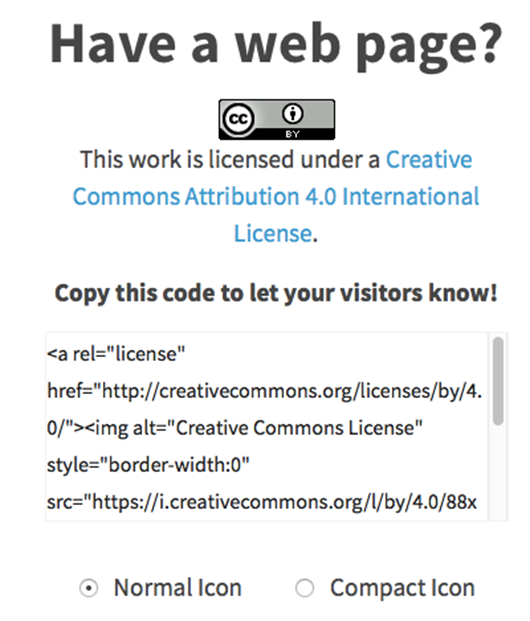 Have a web page?
cc
BY
This work is licensed under a Creative
Commons Attribution 4.0 International
License.
Copy this code to let your visitors know!
<a rel="license"
href="http://creativecommons.org/licenses/by/4.
0/"><img alt="Creative Commons License"
style="border-width:0"
src="https://i.creativecommons.org/l/by/4.0/88x
Normal Icon Compact Icon